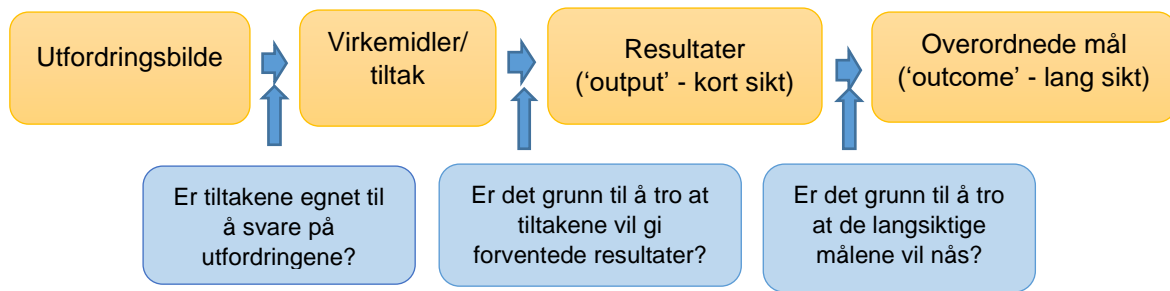 Utfordringsbilde
Virkemidler/
tiltak
Resultater
(‘output’ - kort sikt)
Overordnede mål
(‘outcome’ - lang sikt)
Er tiltakene egnet til
å svare på
utfordringene?
Er det grunn til å tro at
tiltakene vil gi
forventede resultater?
Er det grunn til å tro
at de langsiktige
målene vil nås?